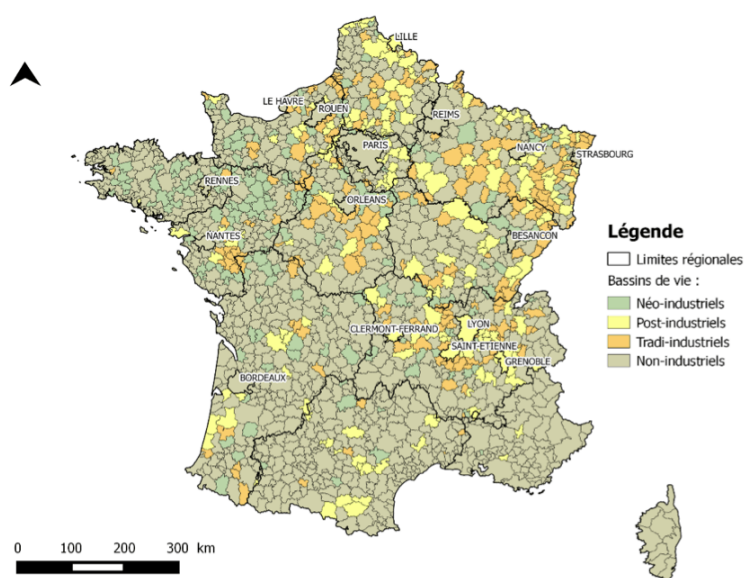 LILLE
LE HAVRE
ROUEN
REIMS
PARIS
NANCY
STRASBOURG
RENNES
ORLEANS
NANTES
BESANCON
Légende
Limites régionales
Bassins de vie :
Néo-industriels
Post-industriels
Tradi-industriels
Non-industriels
CLERMONT-FERRAND
LYON
SAINT-ETIENNE
GRENOBLE
BORDEAUX
0 100 200 300 km